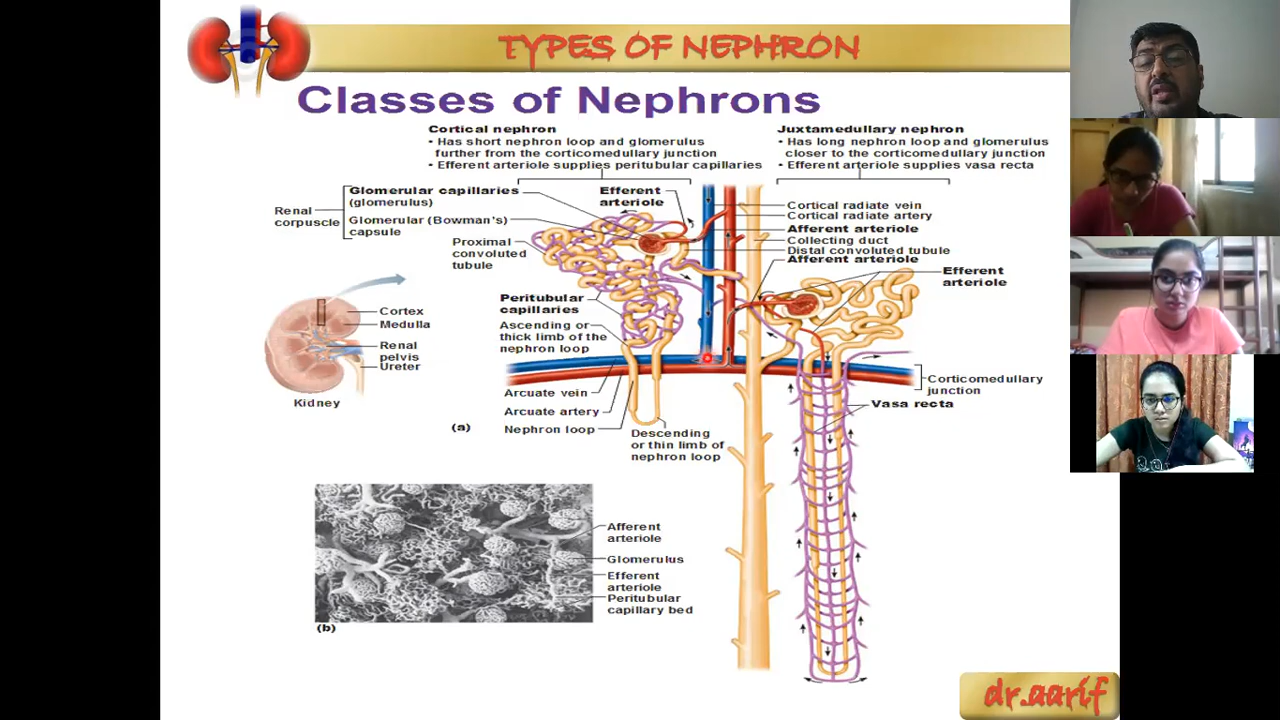 TYPES OF NEPHRON
Classes of Nephrons
Cortical nephron
• Has short nephron loop and glomerulus
further from the corticomedullary junction
• Efferent arteriole supplies peritubular capillaries
Juxtamedullary nephron
• Has long nephron loop and glomerulus
closer to the corticomedullary junction
• Efferent arteriole supplies vasa recta
Renal
corpuscle
Glomerular capillaries
(glomerulus)
Glomerular (Bowman's)
capsule
Efferent
arteriole
Proximal
convoluted
tubule
Cortical radiate vein
Cortical radiate artery
Afferent arteriole
Collecting duct
Distal convoluted tubule
Afferent arteriole
Efferent
arteriole
Peritubular
capillaries
Ascending or
thick limb of the
nephron loop
Cortex
Medulla
Renal
pelvis
Ureter
Kidney
Arcuate vein
Arcuate artery
Nephron loop
(a)
Descending
or thin limb of
nephron loop
Corticomedullary
junction
Vasa recta
Afferent
arteriole
Glomerulus
Efferent
arteriole
Peritubular
capillary bed
(b)
dr.aarif